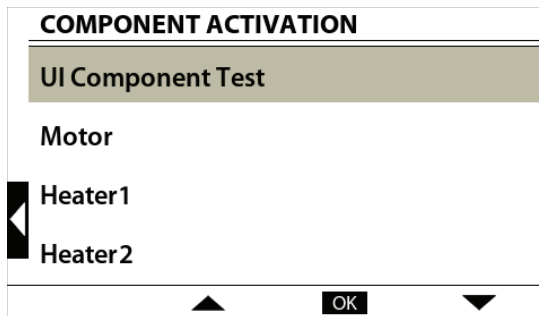 COMPONENT ACTIVATION
UI Component Test
Motor
Heater1
Heater2
OK